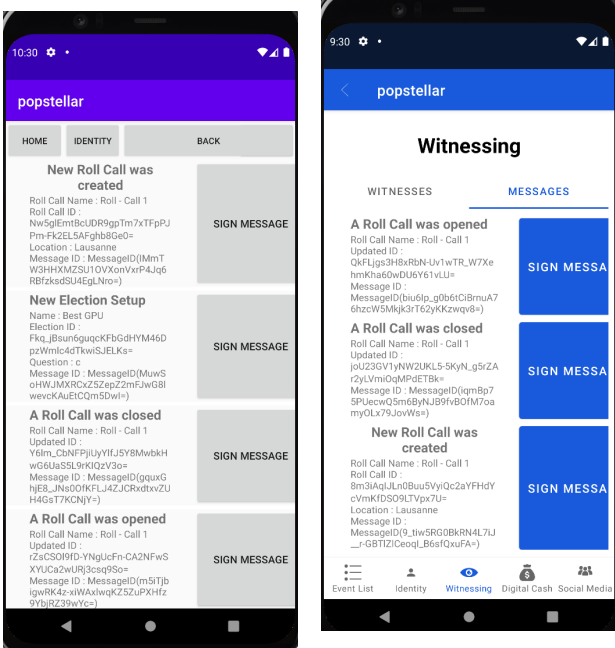 10:30
popstellar
HOME
IDENTITY
BACK
New Roll Call was
created
Roll Call Name : Roll - Call 1
Roll Call ID :
Nw5glEmtBcUDR9gpTm7xTFpPJ
Pm-Fk2EL5AFghb8Ge0=
Location : Lausanne
Message ID : MessageID(IMmT
W3HHXMZSU1OVXonVxrP4Jq6
RBfzksdSU4EgLNro=)
SIGN MESSAGE
New Election Setup
Name : Best GPU
Election ID :
Fkq_jBsun6guqcKFbGdHYM46D
pzWmlc4dTkwiSJELKs=
Question : c
Message ID : MessageID(MuwS
oHWJMXRCxZ5ZepZ2mFJwG8l
wevcKAuEtCQm5DwI=)
SIGN MESSAGE
A Roll Call was closed
Roll Call Name : Roll - Call 1
Updated ID :
Y6lm_CbNFPjiUyYlfJ5Y8MwbkH
wG6UaS5L9rKIQzV3o=
Message ID : MessageID(gquxG
hjE8_JNs0OfKFLJ4ZJCRxdtxvZU
H4GsT7KCNjY=)
SIGN MESSAGE
A Roll Call was opened
Roll Call Name : Roll - Call 1
Updated ID :
rZsCSOl9fD-YNgUcFn-CA2NFwS
XYUCa2wURj3csq9So=
Message ID : MessageID(m5iTjb
igwRK4z-xiWAxlwqKZ5ZuPXHfz
9YbjRZ39wYc=)
SIGN MESSAGE
9:30
popstellar
Witnessing
WITNESSES
MESSAGES
A Roll Call was opened
Roll Call Name : Roll - Call 1
Updated ID :
QkFLjgs3H8xRbN-Uv1wTR_W7Xe
hmKha60wDU6Y61vLU=
Message ID :
MessageID(biu6Ip_g0b6tCiBrnuA7
6hzcW5Mkjk3rT62yKKzwqv8=)
SIGN MESSA
A Roll Call was closed
Roll Call Name : Roll - Call 1
Updated ID :
joU23GV1yNW2UKL5-5KyN_g5rZA
r2yLVmiOqMPdETBk=
Message ID : MessageID(iqmBp7
5PUecwQ5m6ByNJB9fvBOfM7oa
myOLx79JovWs=)
SIGN MESSA
New Roll Call was
created
Roll Call Name : Roll - Call 1
Roll Call ID :
8m3iAqIJLn0Buu5VyiQc2aYFHdY
cVmKfDSO9LTVpx7U=
Location : Lausanne
Message ID :
MessageID(9_tiw5RG0BkRN4L7iJ
__r-GBTIZlCeoqI_B6sfQxuFA=)
SIGN MESSA
Event List
Identity
Witnessing
Digital Cash
Social Media